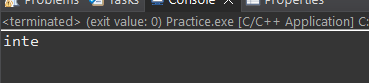 Problems Tasks Console Properties
<terminated> (exit value: 0) Practice.exe [C/C++ Application] C:
inte